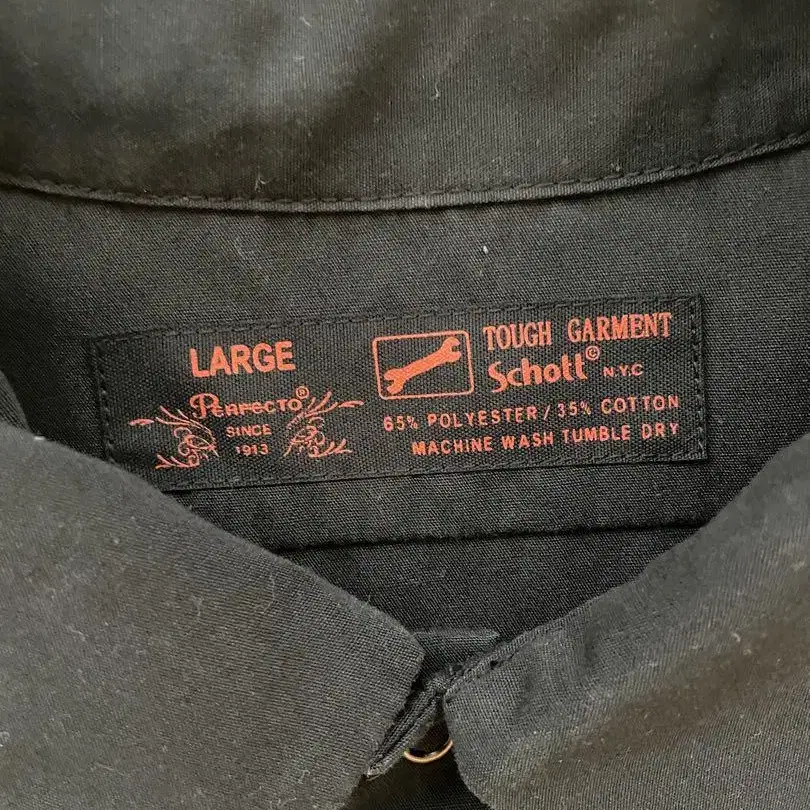 LARGE
Perfecto®
SINCE
1913
TOUGH GARMENT
Schott© N.Y.C
65% POLYESTER / 35% COTTON
MACHINE WASH TUMBLE DRY